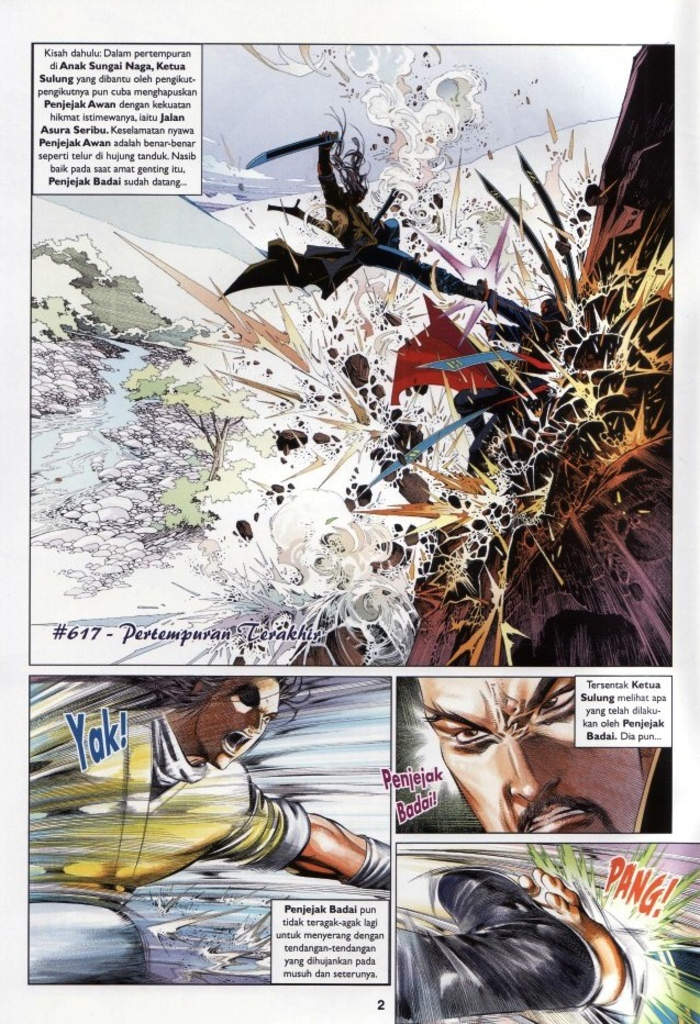 Kisah dahulu: Dalam pertempuran
di Anak Sungai Naga, Ketua
Sulung yang dibantu oleh pengikut-
pengikutnya pun cuba menghapuskan
Penjejak Awan dengan kekuatan
hikmat istimewanya, iaitu Jalan
Asura Seribu. Keselamatan nyawa
Penjejak Awan adalah benar-benar
seperti telur di hujung tanduk. Nasib
baik pada saat amat genting itu,
Penjejak Badai sudah datang...
#617 - Pertempuran Terakhir
Yak!
Penjejak Badai pun
tidak teragak-agak lagi
untuk menyerang dengan
tendangan-tendangan
yang dihujankan pada
musuh dan seterunya.
Tersentak Ketua
Sulung melihat apa
yang telah dilaku-
kan oleh Penjejak
Badai. Dia pun...
Penjejak
Badai!
PANG!
2